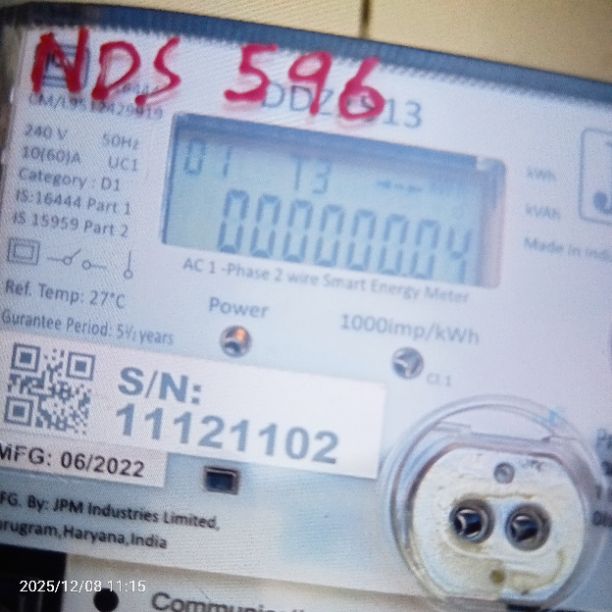 NDS 596
240 V 50Hz
10(60)A UC1
Category : D1
IS:16444 Part 1
IS 15959 Part 2
01 T3
00000004
kWh
kVAh
Made in India
AC 1 -Phase 2 wire Smart Energy Meter
Ref. Temp: 27°C
Gurantee Period: 5½ years
Power
1000imp/kWh
Cl.1
S/N:
11121102
MFG: 06/2022
FG. By: JPM Industries Limited,
urugram,Haryana,India
2025/12/08 11:15